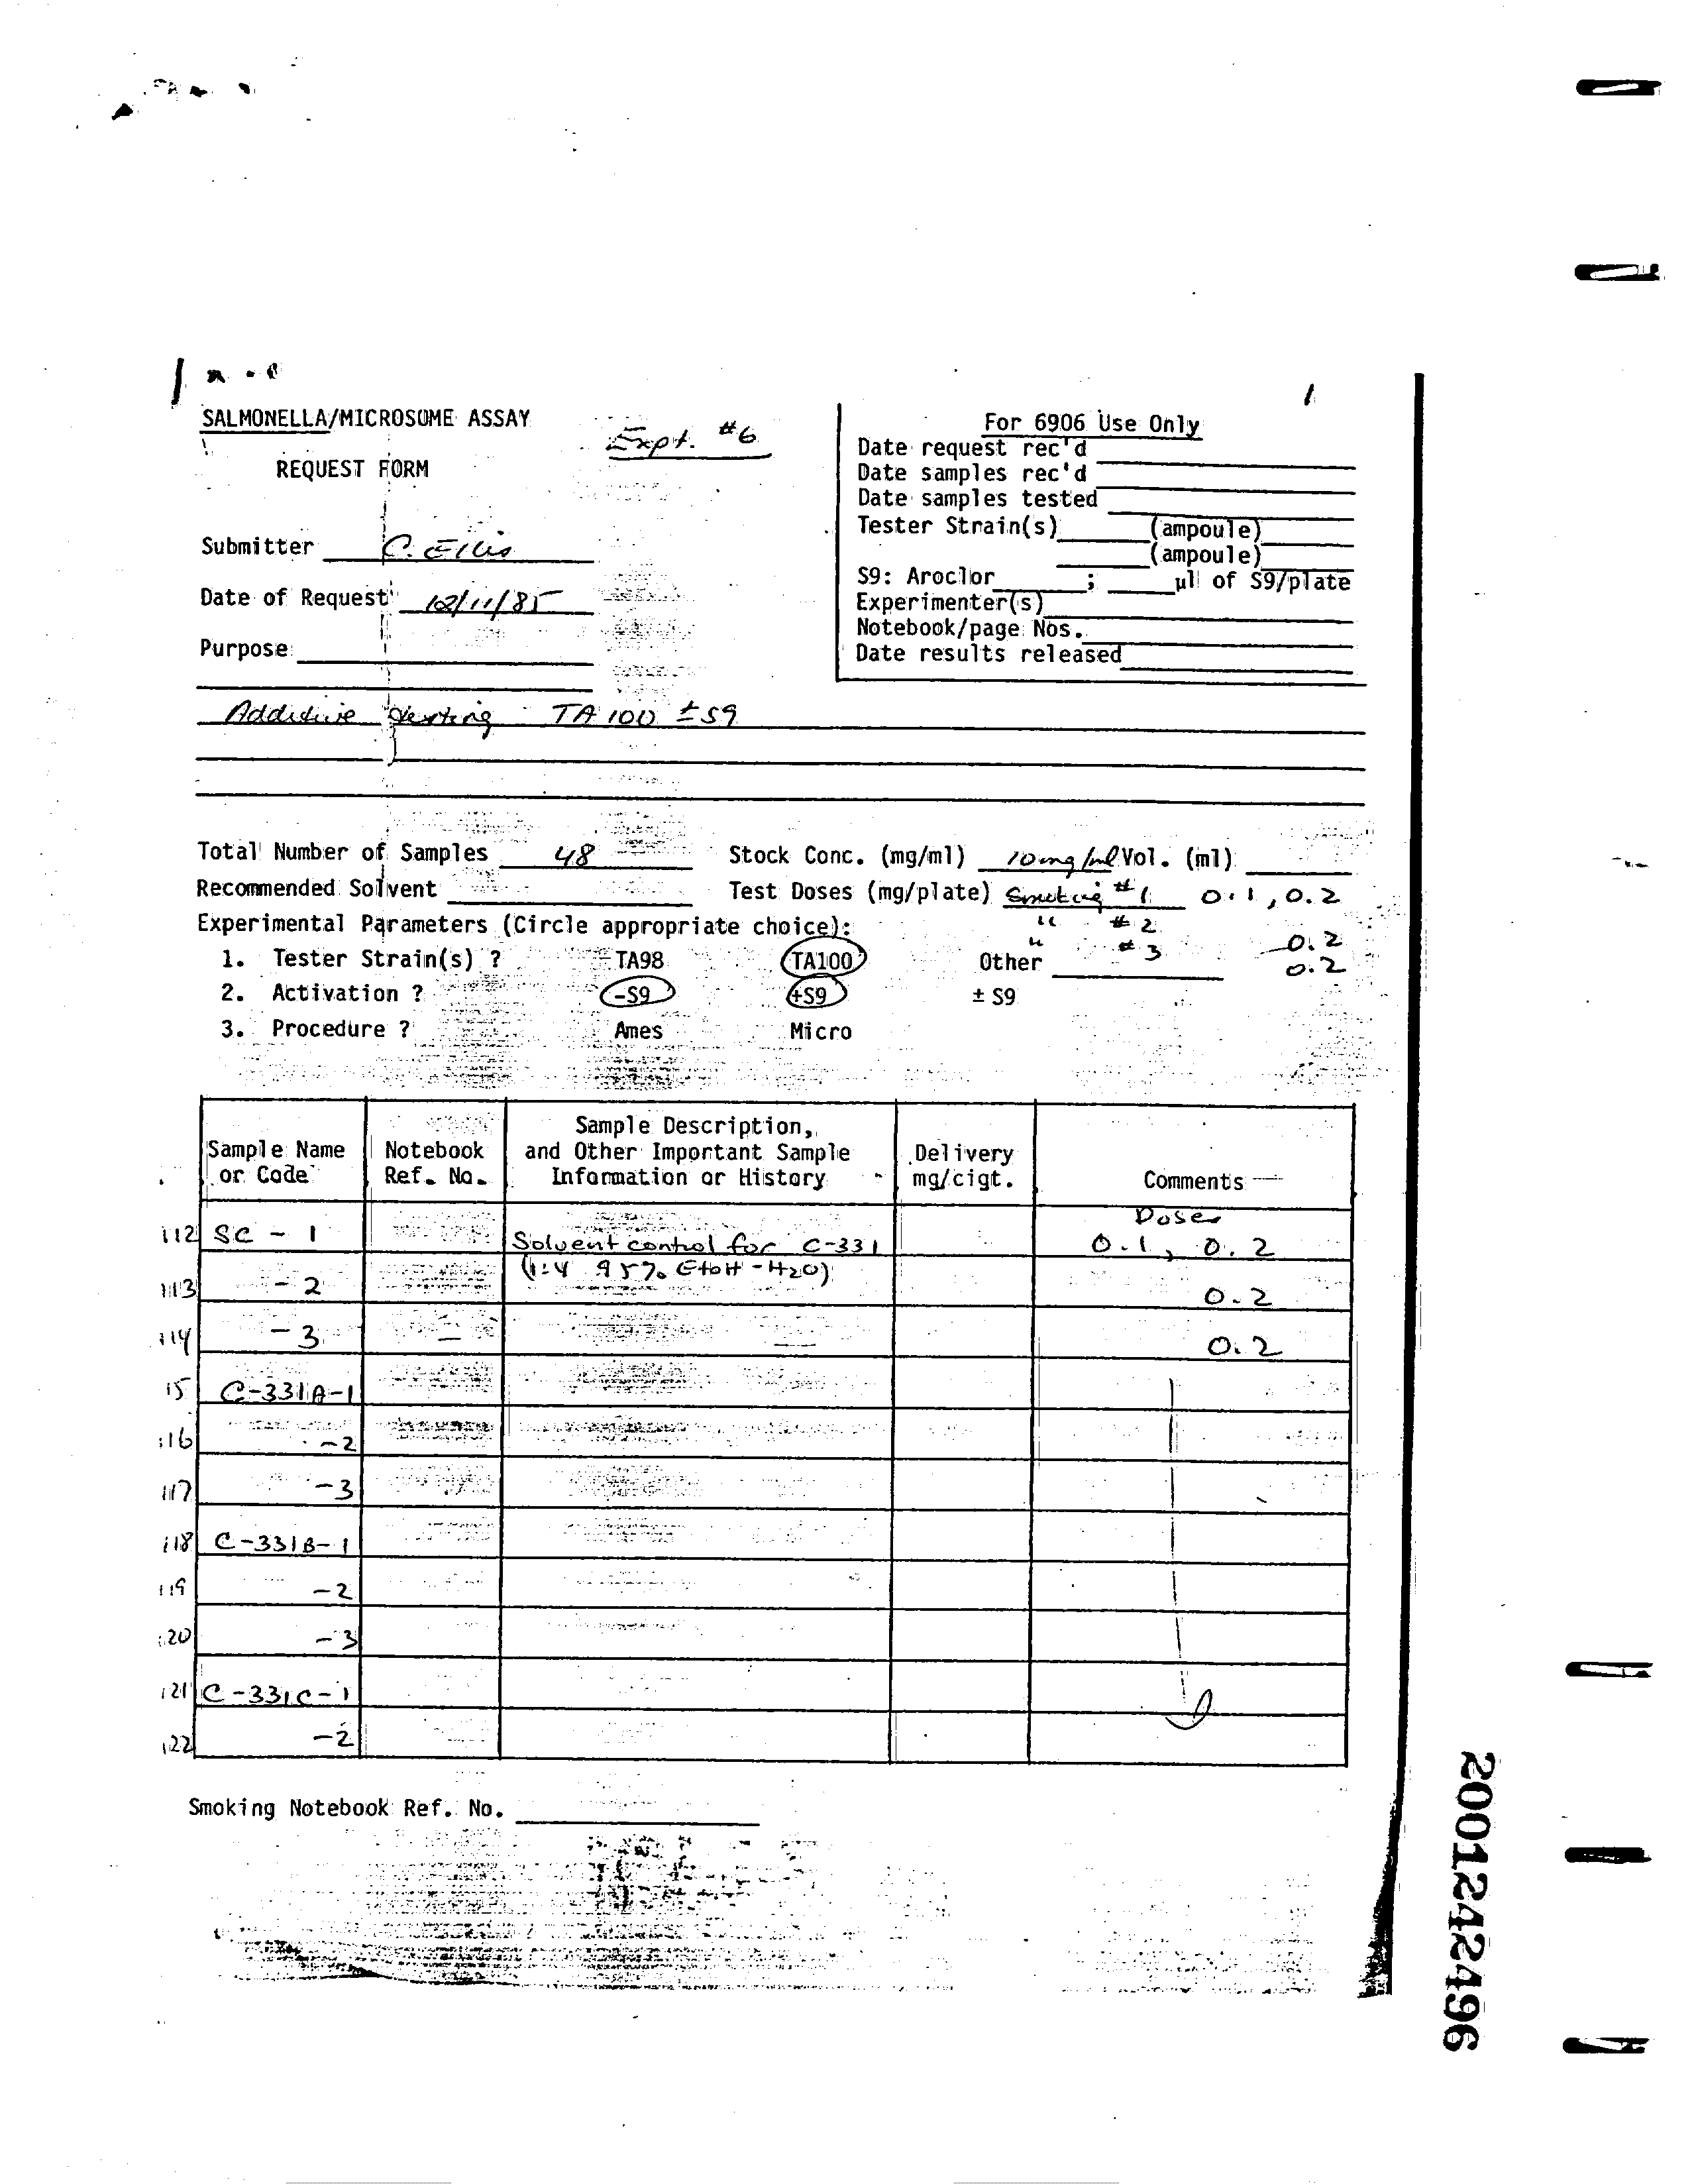 SALMONELLA/MICROSOME ASSAY
Expt. #6
REQUEST FORM
Submitter C. Ellis
Date of Request 12/11/85
Purpose
Additive testing TA 100 ± S9
For 6906 Use Only
Date request rec'd
Date samples rec'd
Date samples tested
Tester Strain(s) (ampoule)
(ampoule)
S9: Aroclor ; µl of S9/plate
Experimenter(s)
Notebook/page Nos.
Date results released
Total Number of Samples 48 Stock Conc. (mg/ml) 10mg/ml Vol. (ml)
Recommended Solvent Test Doses (mg/plate) Smoking #1 0.1, 0.2
Experimental Parameters (Circle appropriate choice): " #2 0.2
" #3 0.2
1. Tester Strain(s) ? TA98 TA100 Other
2. Activation ? -S9 +S9 ± S9
3. Procedure ? Ames Micro
Sample Name or Code Notebook Ref. No. Sample Description, and Other Important Sample Information or History Delivery mg/cigt. Comments
Doses
112 SC - 1 Solvent control for C-331 0.1, 0.2
(1:4 95% EtOH - H2O)
113 - 2 0.2
114 - 3 0.2
15 C-331A-1
116 -2
117 -3
118 C-331B-1
119 -2
120 -3
121 C-331C-1
122 -2
Smoking Notebook Ref. No.
2001242496